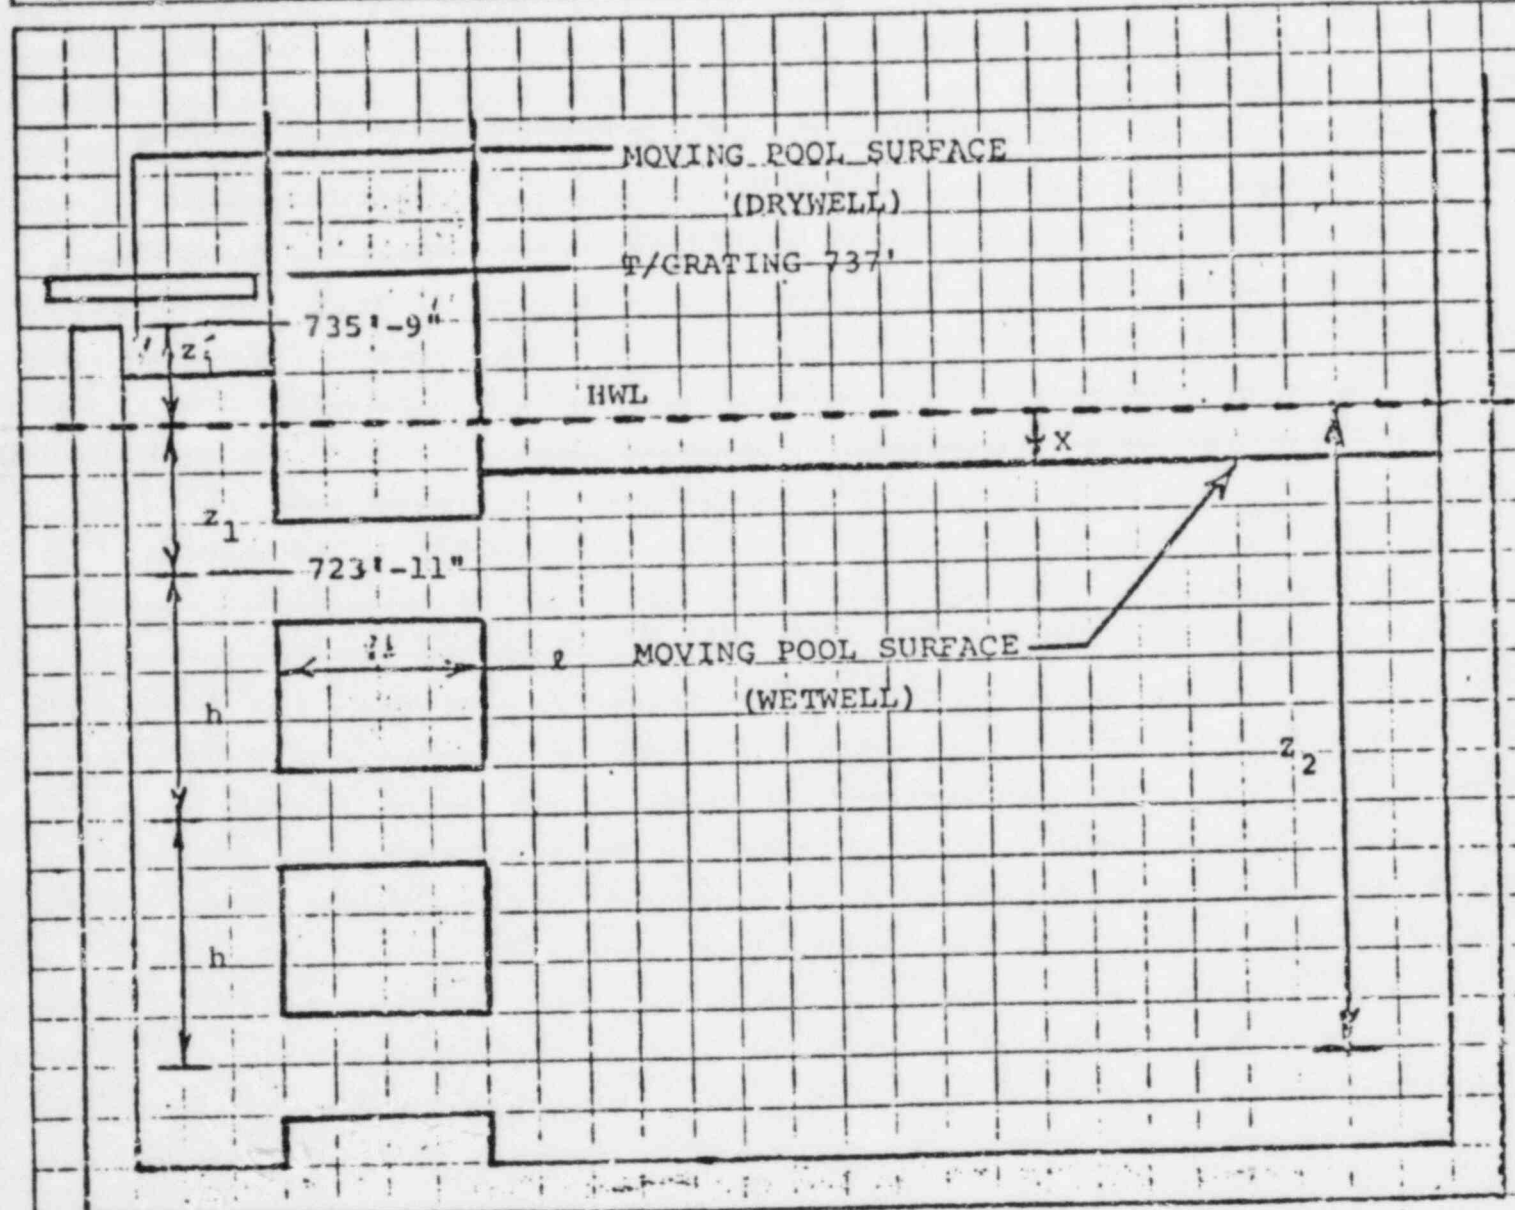 MOVING POOL SURFACE
(DRYWELL)
T/GRATING 737'
735'-9"
HWL
X
z1
723'-11"
l
MOVING POOL SURFACE
(WETWELL)
h
Z2
h